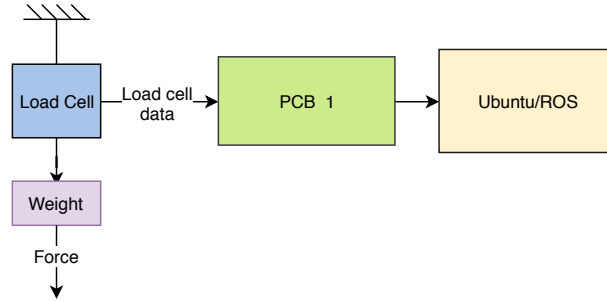 Load Cell
Load cell
data
PCB 1
Ubuntu/ROS
Weight
Force